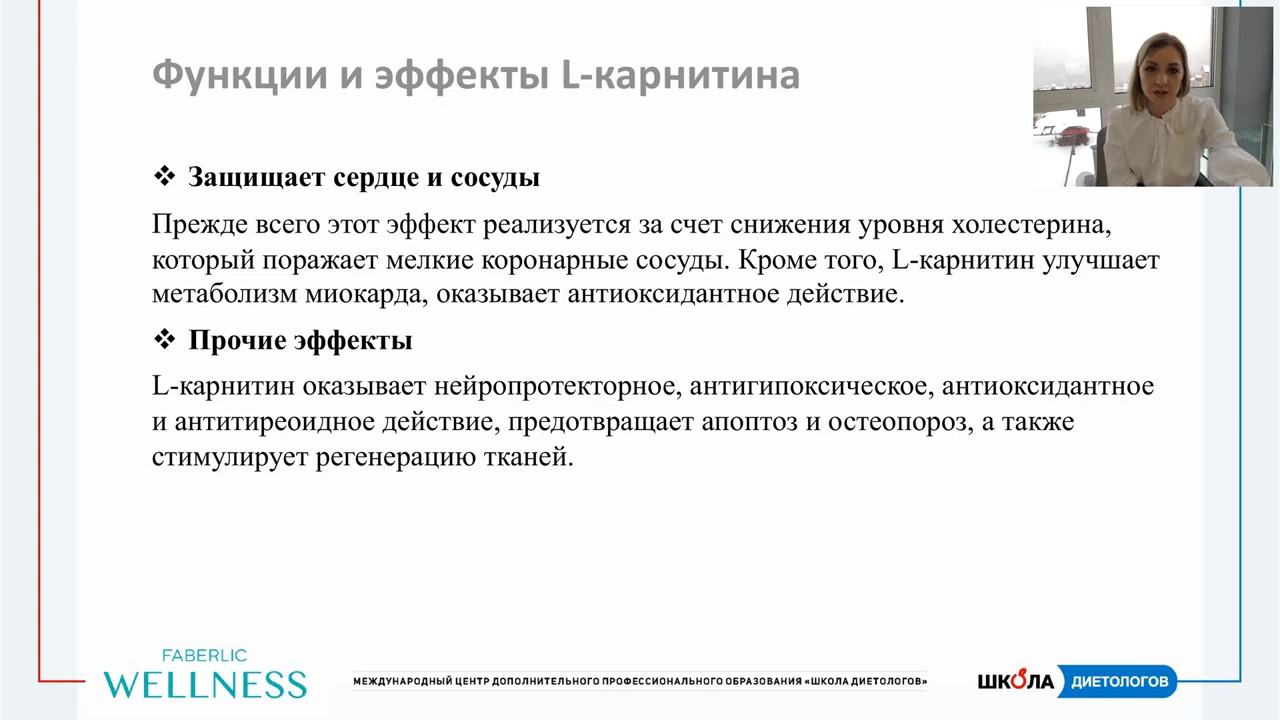 Функции и эффекты L-карнитина
❖ Защищает сердце и сосуды
Прежде всего этот эффект реализуется за счет снижения уровня холестерина,
который поражает мелкие коронарные сосуды. Кроме того, L-карнитин улучшает
метаболизм миокарда, оказывает антиоксидантное действие.
❖ Прочие эффекты
L-карнитин оказывает нейропротекторное, антигипоксическое, антиоксидантное
и антитиреоидное действие, предотвращает апоптоз и остеопороз, а также
стимулирует регенерацию тканей.
FABERLIC
WELLNESS
МЕЖДУНАРОДНЫЙ ЦЕНТР ДОПОЛНИТЕЛЬНОГО ПРОФЕССИОНАЛЬНОГО ОБРАЗОВАНИЯ «ШКОЛА ДИЕТОЛОГОВ»
ШКОЛА ДИЕТОЛОГОВ